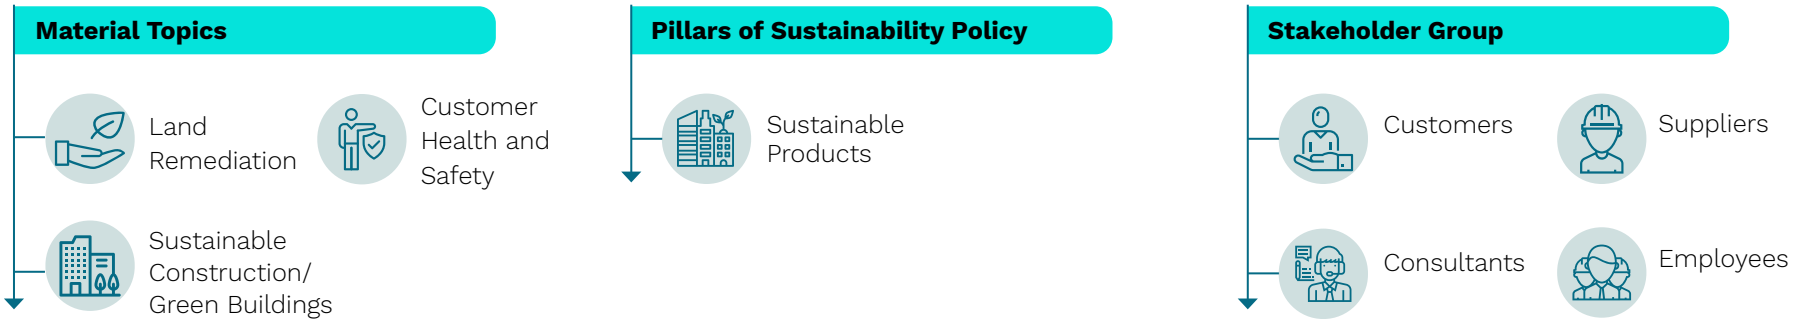 Material Topics
Land
Remediation
Customer
Health and
Safety
Sustainable
Construction/
Green Buildings
Pillars of Sustainability Policy
Sustainable
Products
Stakeholder Group
Customers
Suppliers
Consultants
Employees